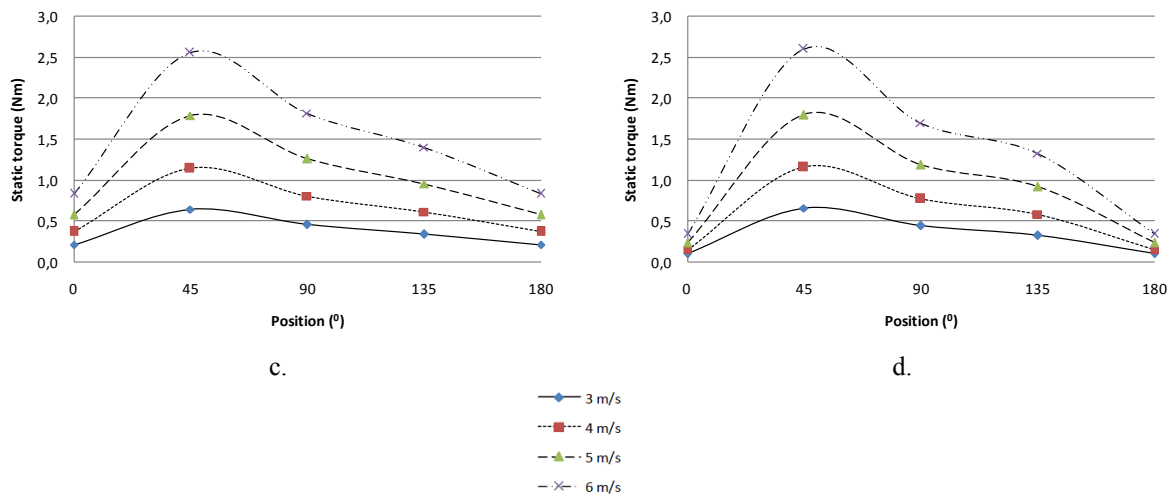 3,0
2,5
2,0
1,5
1,0
0,5
0,0
Static torque (Nm)
0 45 90 135 180
Position (⁰)
c.
3,0
2,5
2,0
1,5
1,0
0,5
0,0
Static torque (Nm)
0 45 90 135 180
Position (⁰)
d.
3 m/s
4 m/s
5 m/s
6 m/s